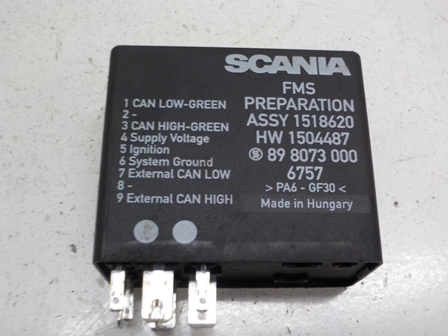 SCANIA
FMS
PREPARATION
ASSY 1518620
HW 1504487
Ⓢ 89 8073 000
6757
> PA6 - GF30 <
Made in Hungary
1 CAN LOW-GREEN
2 -
3 CAN HIGH-GREEN
4 Supply Voltage
5 Ignition
6 System Ground
7 External CAN LOW
8 -
9 External CAN HIGH